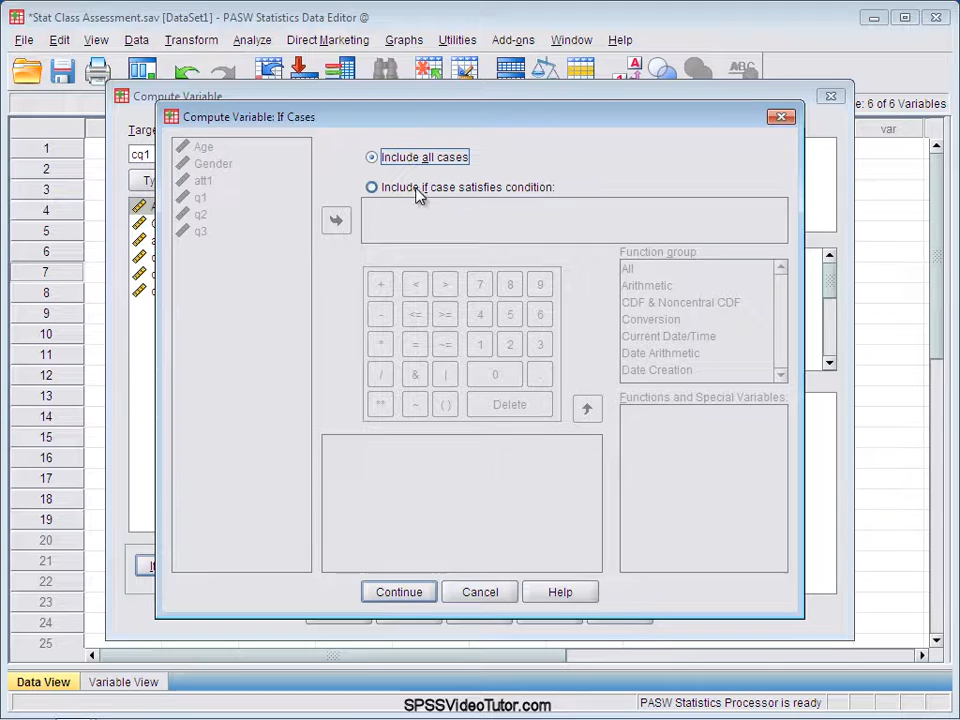 *Stat Class Assessment.sav [DataSet1] - PASW Statistics Data Editor @
File Edit View Data Transform Analyze Direct Marketing Graphs Utilities Add-ons Window Help
Compute Variable
e: 6 of 6 Variables
Compute Variable: If Cases
Targe
var
cq1
Ty
Age
Gender
att1
q1
q2
q3
Include all cases
Include if case satisfies condition:
+ < > 7 8 9
- <= >= 4 5 6
* = ~= 1 2 3
/ & | 0 .
** ~ ( ) Delete
Function group
All
Arithmetic
CDF & Noncentral CDF
Conversion
Current Date/Time
Date Arithmetic
Date Creation
Functions and Special Variables:
Continue Cancel Help
1
2
3
4
5
6
7
8
9
10
11
12
13
14
15
16
17
18
19
20
21
22
23
24
25
Data View Variable View
SPSSVideoTutor.com
PASW Statistics Processor is ready